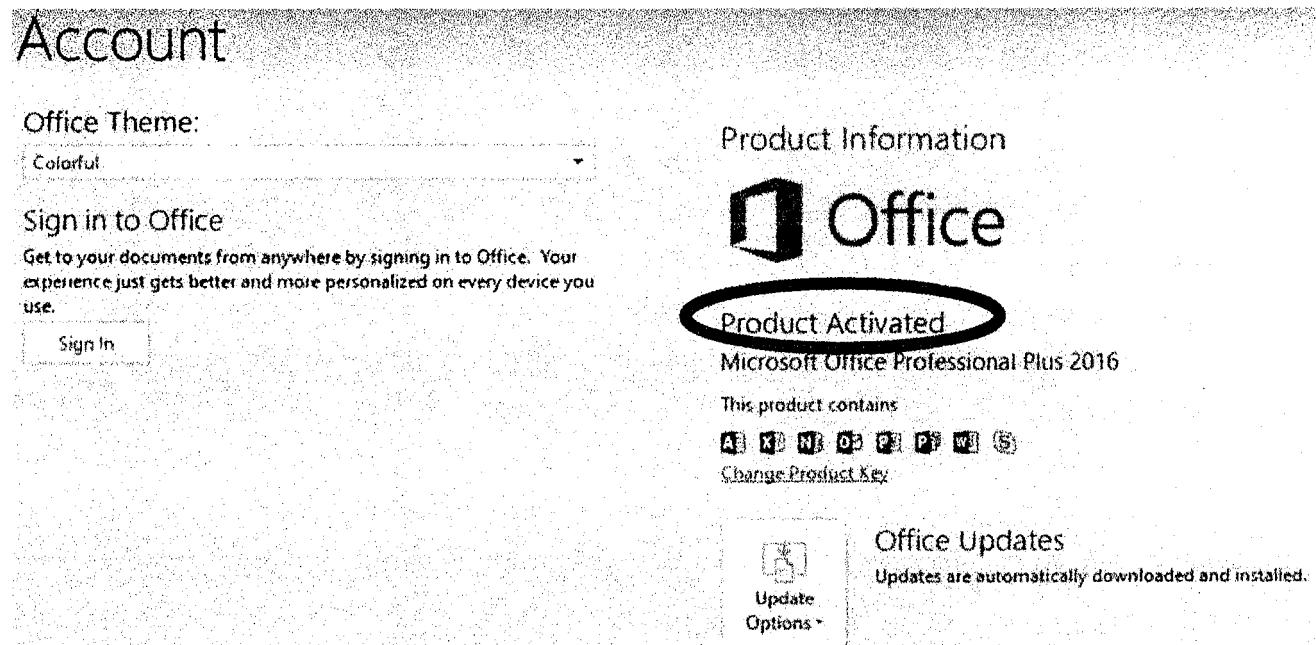 Account
Office Theme:
Colorful
Sign in to Office
Get to your documents from anywhere by signing in to Office. Your
experience just gets better and more personalized on every device you
use.
Sign In
Product Information
Office
Product Activated
Microsoft Office Professional Plus 2016
This product contains
A X N O P P W S
Change Product Key
Update
Options
Office Updates
Updates are automatically downloaded and installed.